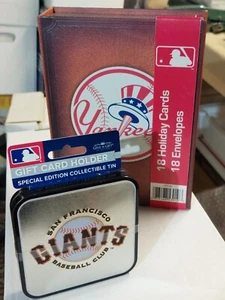 Yankees
18 Holiday Cards
18 Envelopes
GIFT CARD HOLDER
SPECIAL EDITION COLLECTIBLE TIN
SAN FRANCISCO
GIANTS
BASEBALL CLUB